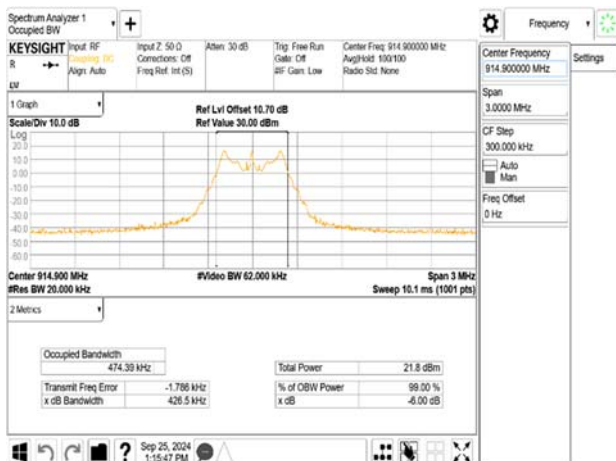 Spectrum Analyzer 1
Occupied BW
KEYSIGHT
R
Input: RF
Coupling: DC
Align: Auto
Input Z: 50 Ω
Corrections: Off
Freq Ref: Int (S)
Atten: 30 dB
Trig: Free Run
Gate: Off
#IF Gain: Low
Center Freq: 914.900000 MHz
Avg|Hold: 100/100
Radio Std: None
1 Graph
Scale/Div 10.0 dB
Ref Lvl Offset 10.70 dB
Ref Value 30.00 dBm
Log
20.0
10.0
0.00
-10.0
-20.0
-30.0
-40.0
-50.0
-60.0
Center 914.900 MHz
#Video BW 62.000 kHz
Span 3 MHz
#Res BW 20.000 kHz
Sweep 10.1 ms (1001 pts)
2 Metrics
Occupied Bandwidth
474.39 kHz
Total Power 21.8 dBm
Transmit Freq Error -1.786 kHz
% of OBW Power 99.00 %
x dB Bandwidth 426.5 kHz
x dB -6.00 dB
?
Sep 25, 2024
1:15:47 PM
Frequency
Center Frequency
914.900000 MHz
Settings
Span
3.0000 MHz
CF Step
300.000 kHz
Auto
Man
Freq Offset
0 Hz